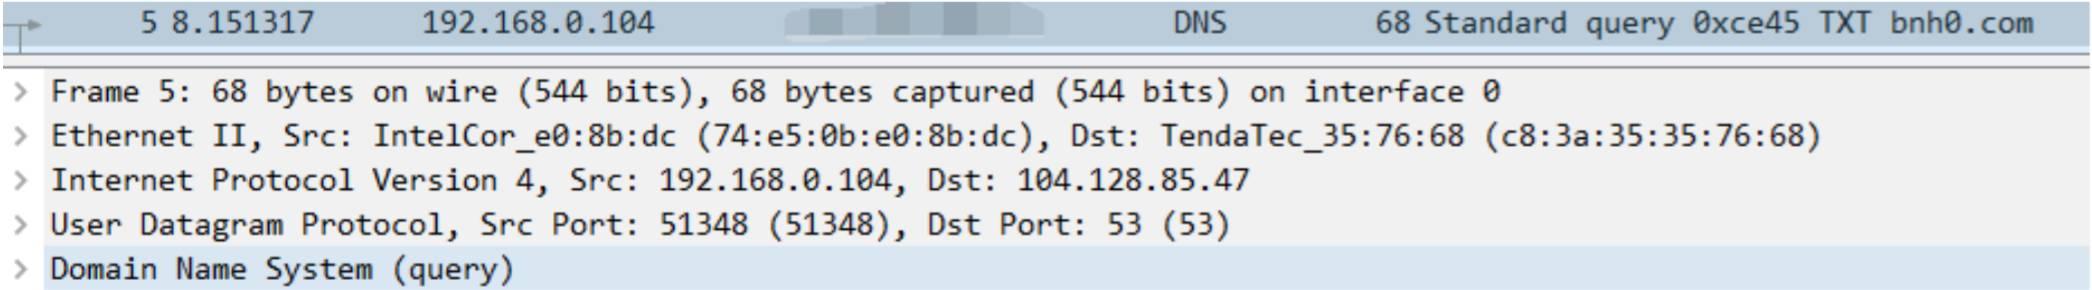 5 8.151317 192.168.0.104 DNS 68 Standard query 0xce45 TXT bnh0.com
Frame 5: 68 bytes on wire (544 bits), 68 bytes captured (544 bits) on interface 0
Ethernet II, Src: IntelCor_e0:8b:dc (74:e5:0b:e0:8b:dc), Dst: TendaTec_35:76:68 (c8:3a:35:35:76:68)
Internet Protocol Version 4, Src: 192.168.0.104, Dst: 104.128.85.47
User Datagram Protocol, Src Port: 51348 (51348), Dst Port: 53 (53)
Domain Name System (query)